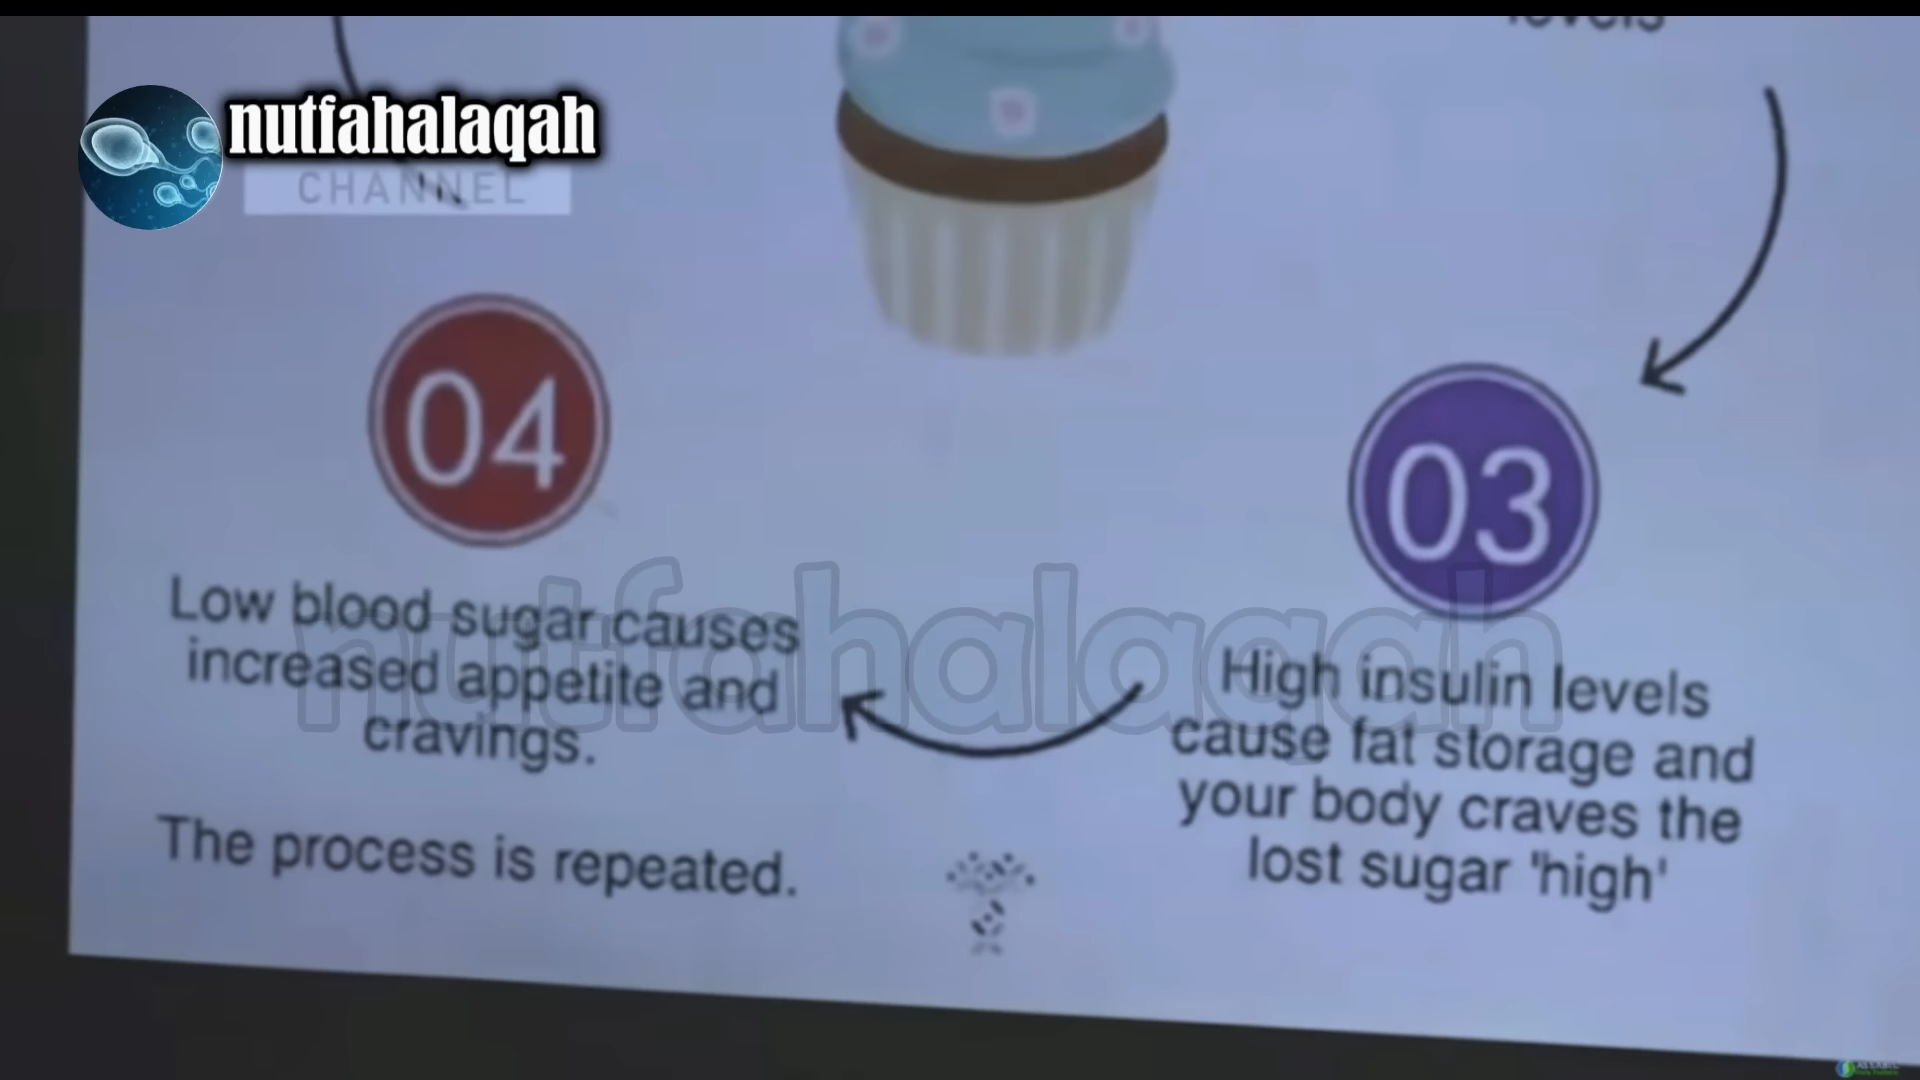 levels
nutfahalaqah
CHANNEL
04
Low blood sugar causes
increased appetite and
cravings.
The process is repeated.
03
High insulin levels
cause fat storage and
your body craves the
lost sugar 'high'
nutfahalaqah